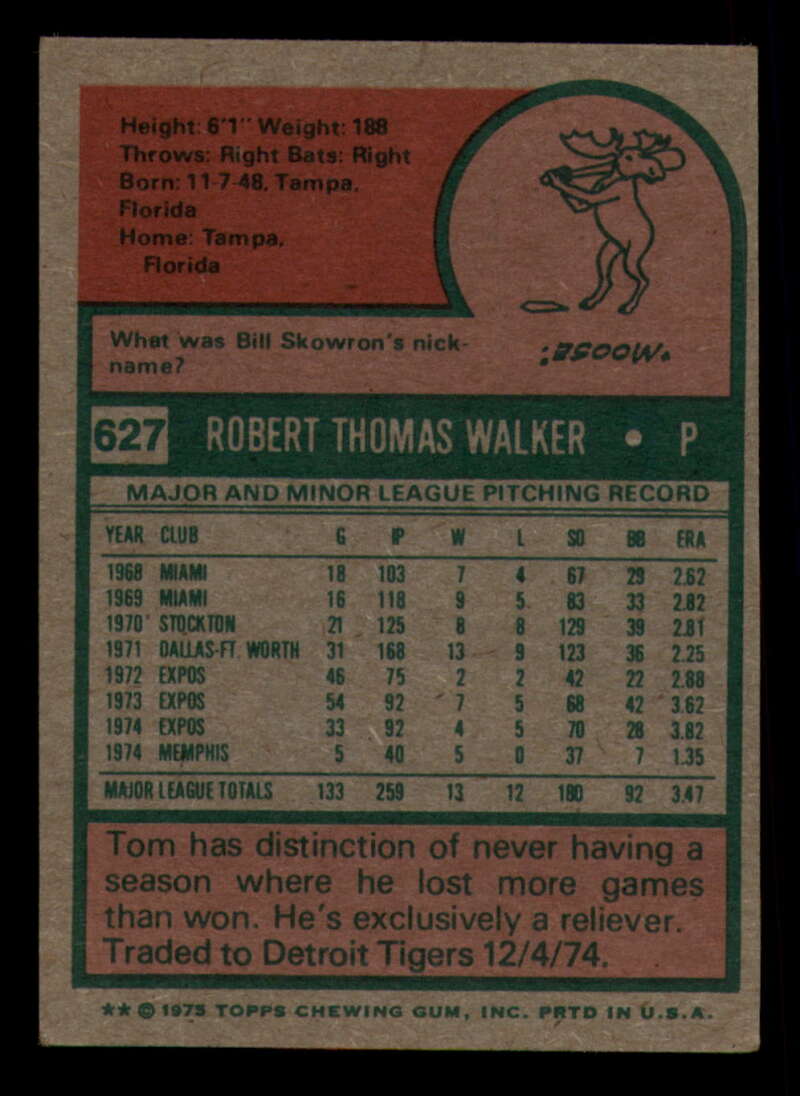 Height: 6'1" Weight: 188
Throws: Right Bats: Right
Born: 11-7-48, Tampa,
Florida
Home: Tampa,
Florida
What was Bill Skowron's nick-
name?
"Moose."
627 ROBERT THOMAS WALKER • P
MAJOR AND MINOR LEAGUE PITCHING RECORD
YEAR CLUB G IP W L SO BB ERA
1968 MIAMI 18 103 7 4 67 29 2.62
1969 MIAMI 16 118 9 5 83 33 2.82
1970 STOCKTON 21 125 8 8 129 39 2.81
1971 DALLAS-FT. WORTH 31 168 13 9 123 36 2.25
1972 EXPOS 46 75 2 2 42 22 2.88
1973 EXPOS 54 92 7 5 68 42 3.62
1974 EXPOS 33 92 4 5 70 28 3.82
1974 MEMPHIS 5 40 5 0 37 7 1.35
MAJOR LEAGUE TOTALS 133 259 13 12 180 92 3.47
Tom has distinction of never having a
season where he lost more games
than won. He's exclusively a reliever.
Traded to Detroit Tigers 12/4/74.
** © 1975 TOPPS CHEWING GUM, INC. PRTD IN U.S.A.